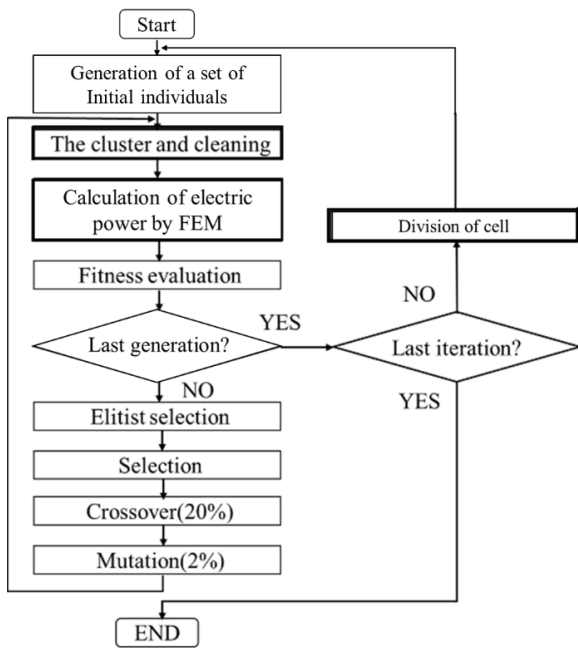 Start
Generation of a set of
Initial individuals
The cluster and cleaning
Calculation of electric
power by FEM
Division of cell
Fitness evaluation
NO
YES
Last generation?
Last iteration?
NO
YES
Elitist selection
Selection
Crossover(20%)
Mutation(2%)
END